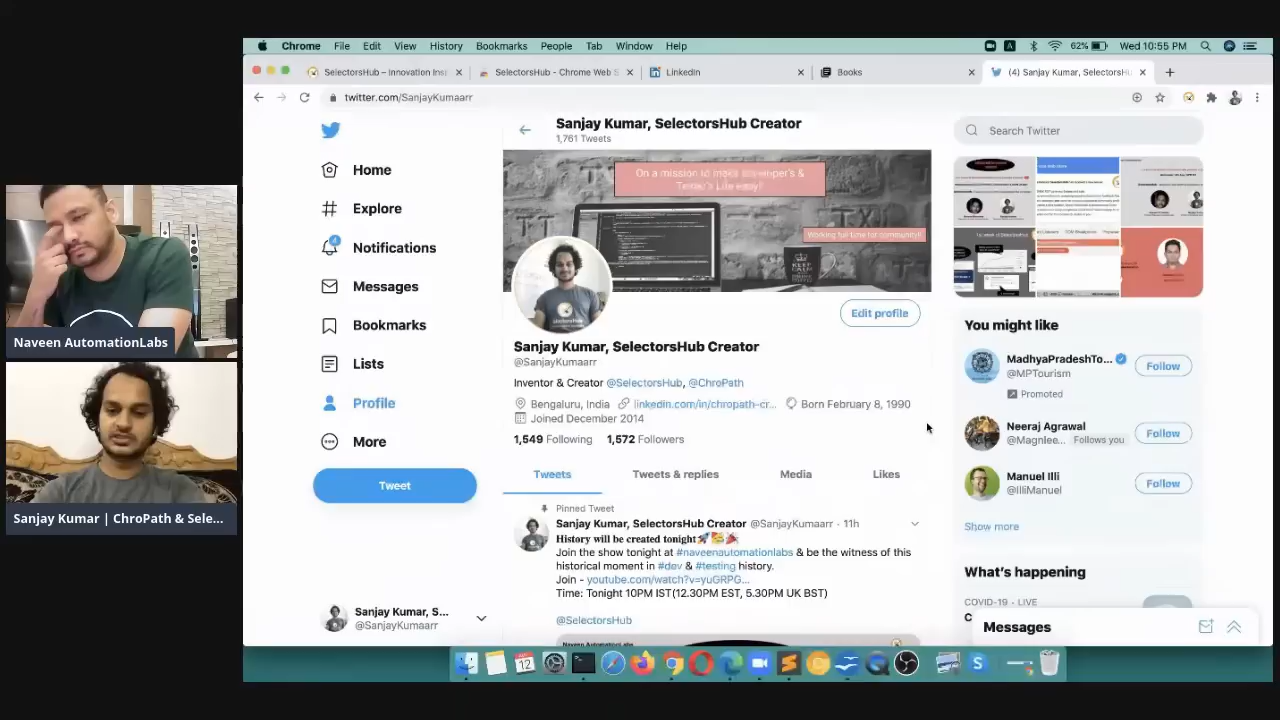 Chrome File Edit View History Bookmarks People Tab Window Help 62% Wed 10:55 PM
SelectorsHub – Innovation Ins SelectorsHub - Chrome Web S LinkedIn Books (4) Sanjay Kumar, SelectorsHu
twitter.com/SanjayKumaarr
Sanjay Kumar, SelectorsHub Creator
1,761 Tweets
Search Twitter
Home
Explore
4
Notifications
Messages
Bookmarks
Lists
Profile
More
Tweet
Sanjay Kumar, S...
@SanjayKumaarr
On a mission to make developer's &
Tester's Life easy!!
Working full time for community!!
KEEP
CALM
Edit profile
Sanjay Kumar, SelectorsHub Creator
@SanjayKumaarr
Inventor & Creator @SelectorsHub, @ChroPath
Bengaluru, India linkedin.com/in/chropath-cr... Born February 8, 1990
Joined December 2014
1,549 Following 1,572 Followers
Tweets Tweets & replies Media Likes
Pinned Tweet
Sanjay Kumar, SelectorsHub Creator @SanjayKumaarr · 11h
History will be created tonight
Join the show tonight at #naveenautomationlabs & be the witness of this
historical moment in #dev & #testing history.
Join - youtube.com/watch?v=yuGRPG...
Time: Tonight 10PM IST(12.30PM EST, 5.30PM UK BST)
@SelectorsHub
Naveen AutomationLabs
You might like
MadhyaPradeshTo...
@MPTourism
Follow
Promoted
Neeraj Agrawal
@Magnlee... Follows you
Follow
Manuel Illi
@IlliManuel
Follow
Show more
What's happening
COVID-19 · LIVE
C
Messages
12
Naveen AutomationLabs
Sanjay Kumar | ChroPath & Sele...